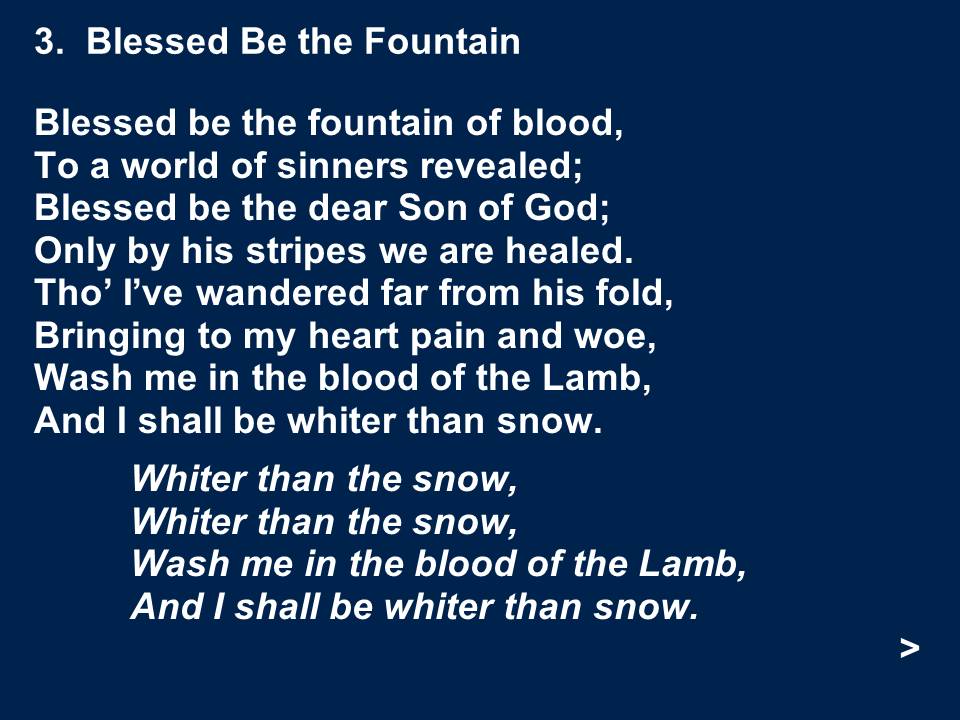 3.  Blessed Be the Fountain
Blessed be the fountain of blood,
To a world of sinners revealed;
Blessed be the dear Son of God;
Only by his stripes we are healed.
Tho’ I’ve wandered far from his fold,
Bringing to my heart pain and woe,
Wash me in the blood of the Lamb,
And I shall be whiter than snow.
Whiter than the snow,
Whiter than the snow,
Wash me in the blood of the Lamb,
And I shall be whiter than snow.
>